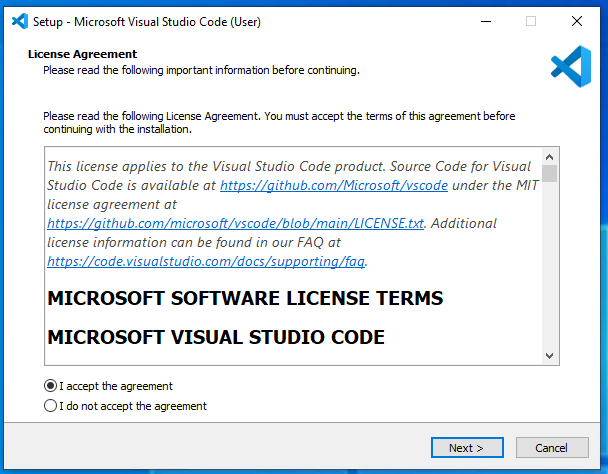 Setup - Microsoft Visual Studio Code (User)
License Agreement
Please read the following important information before continuing.
Please read the following License Agreement. You must accept the terms of this agreement before
continuing with the installation.
This license applies to the Visual Studio Code product. Source Code for Visual
Studio Code is available at https://github.com/Microsoft/vscode under the MIT
license agreement at
https://github.com/microsoft/vscode/blob/main/LICENSE.txt. Additional
license information can be found in our FAQ at
https://code.visualstudio.com/docs/supporting/faq.
MICROSOFT SOFTWARE LICENSE TERMS
MICROSOFT VISUAL STUDIO CODE
I accept the agreement
I do not accept the agreement
Next >
Cancel